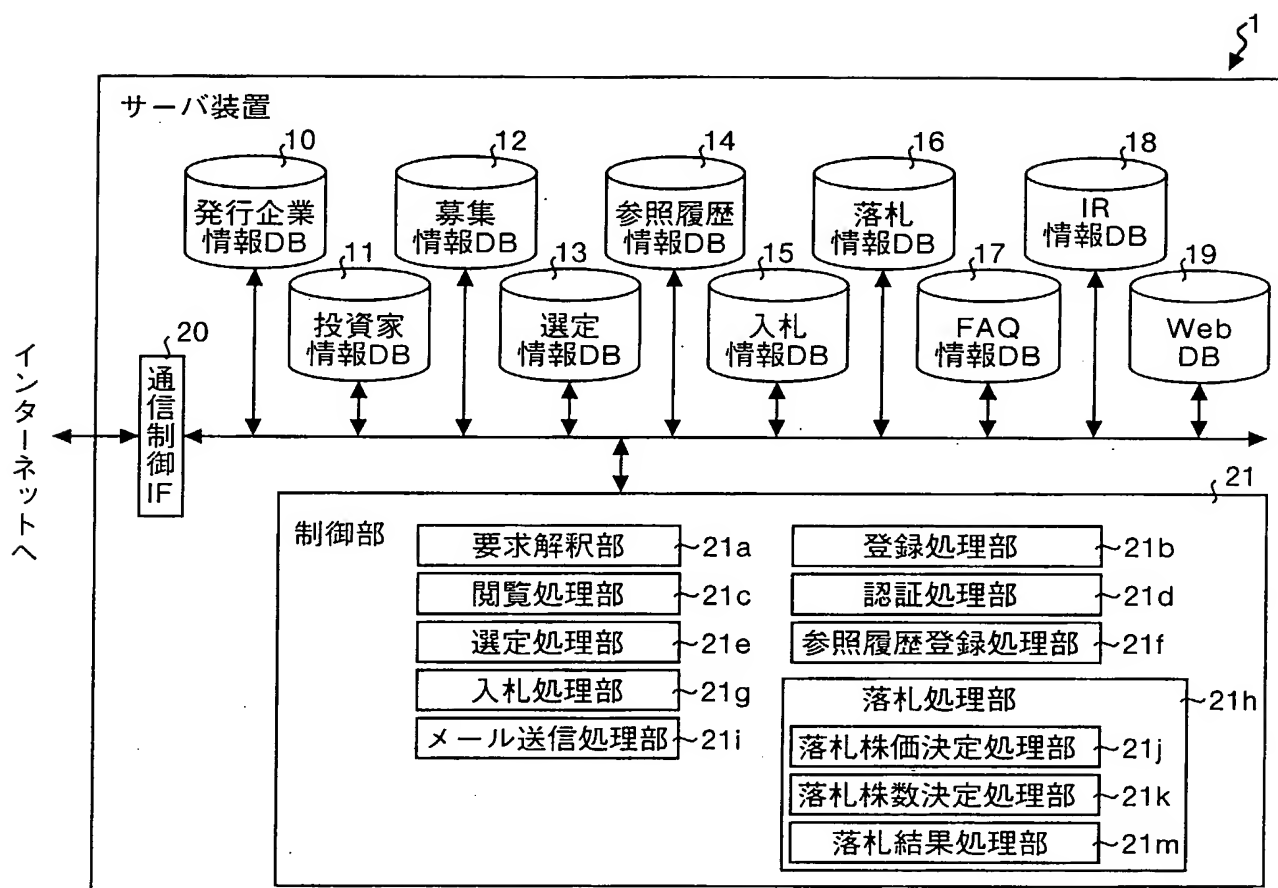 1
サーバ装置
10
発行企業
情報DB
12
募集
情報DB
14
参照履歴
情報DB
16
落札
情報DB
18
IR
情報DB
11
投資家
情報DB
13
選定
情報DB
15
入札
情報DB
17
FAQ
情報DB
19
Web
DB
インターネットへ
20
通信制御IF
21
制御部
要求解釈部
21a
登録処理部
21b
閲覧処理部
21c
認証処理部
21d
選定処理部
21e
参照履歴登録処理部
21f
入札処理部
21g
落札処理部
21h
メール送信処理部
21i
落札株価決定処理部
21j
落札株数決定処理部
21k
落札結果処理部
21m